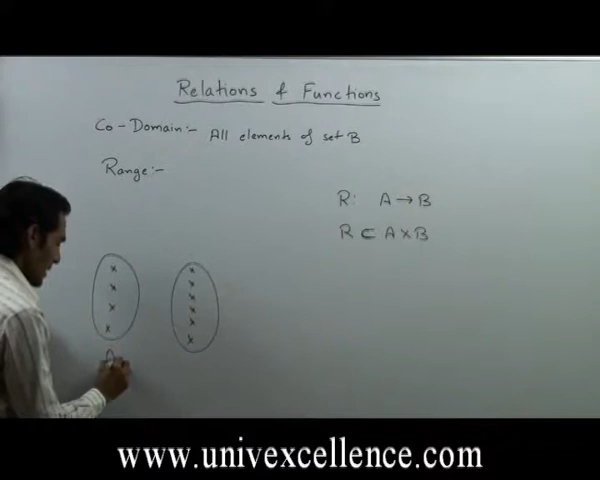 Relations & Functions
Co-Domain:- All elements of set B
Range:-
R: A → B
R ⊂ A × B
x x
x x
x x
x x
x
x
A
www.univexcellence.com